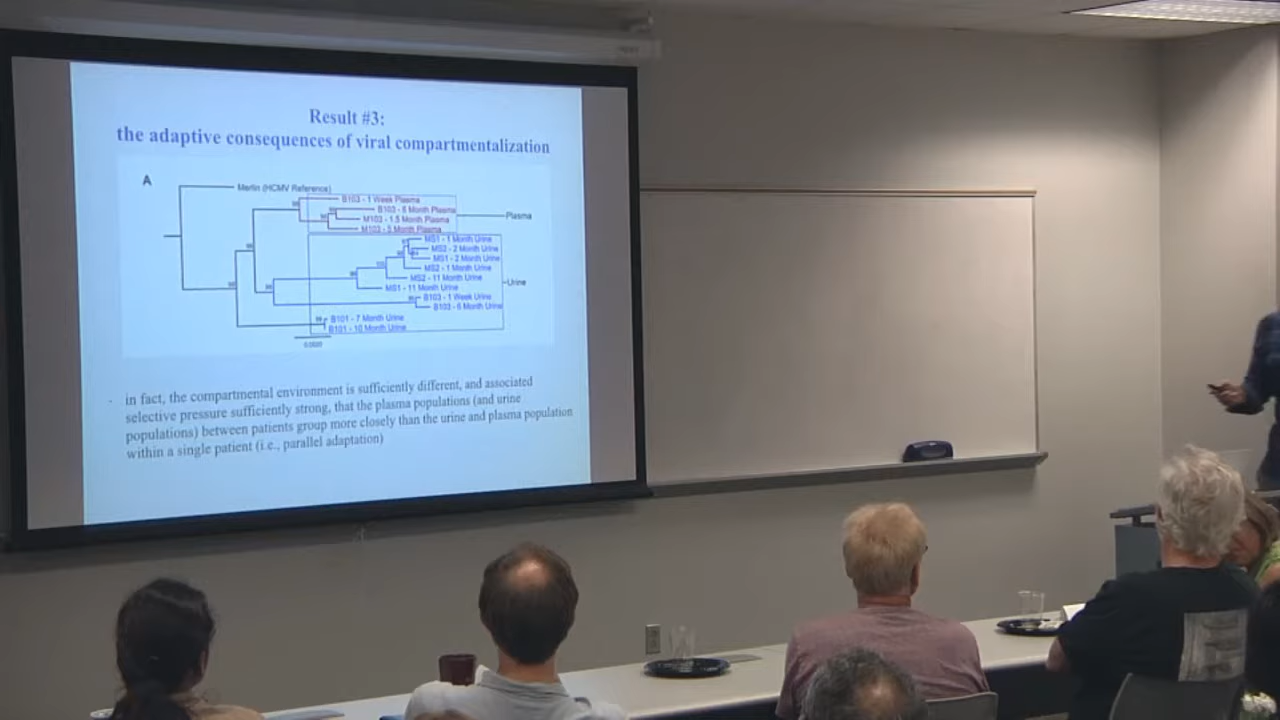 Result #3:
the adaptive consequences of viral compartmentalization
A
Merlin (HCMV Reference)
B103 - 1 Week Plasma
B103 - 6 Month Plasma
M103 - 1.5 Month Plasma
M103 - 3 Month Plasma
Plasma
MS1 - 1 Month Urine
MS2 - 2 Month Urine
MS1 - 2 Month Urine
MS2 - 1 Month Urine
MS2 - 11 Month Urine
MS1 - 11 Month Urine
Urine
B103 - 1 Week Urine
B103 - 6 Month Urine
B101 - 7 Month Urine
B101 - 10 Month Urine
in fact, the compartmental environment is sufficiently different, and associated
selective pressure sufficiently strong, that the plasma populations (and urine
populations) between patients group more closely than the urine and plasma population
within a single patient (i.e., parallel adaptation)